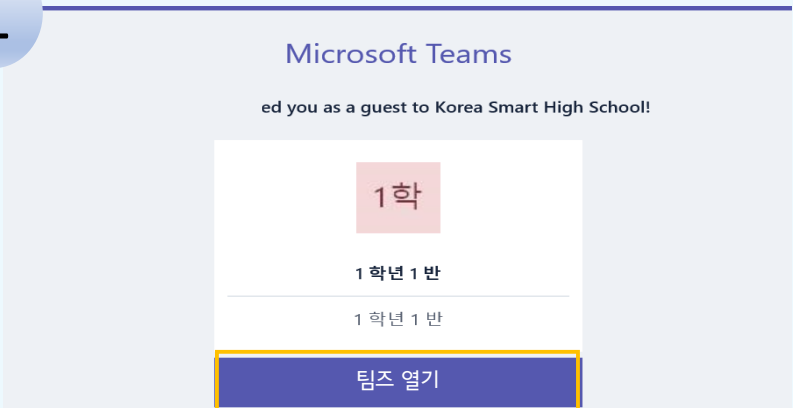 Microsoft Teams
ed you as a guest to Korea Smart High School!
1학
1 학년 1 반
1 학년 1 반
팀즈 열기